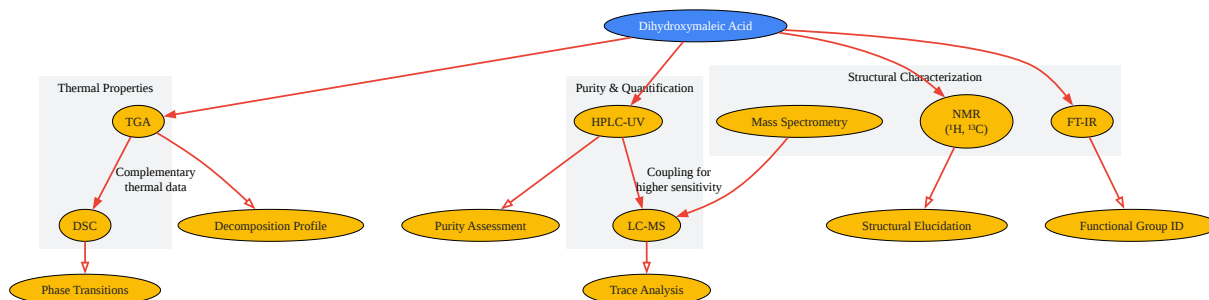 Dihydroxymaleic Acid
Thermal Properties
Purity & Quantification
Structural Characterization
TGA
HPLC-UV
Mass Spectrometry
NMR
(¹H, ¹³C)
FT-IR
Complementary
thermal data
Coupling for
higher sensitivity
DSC
Decomposition Profile
Purity Assessment
LC-MS
Structural Elucidation
Functional Group ID
Phase Transitions
Trace Analysis